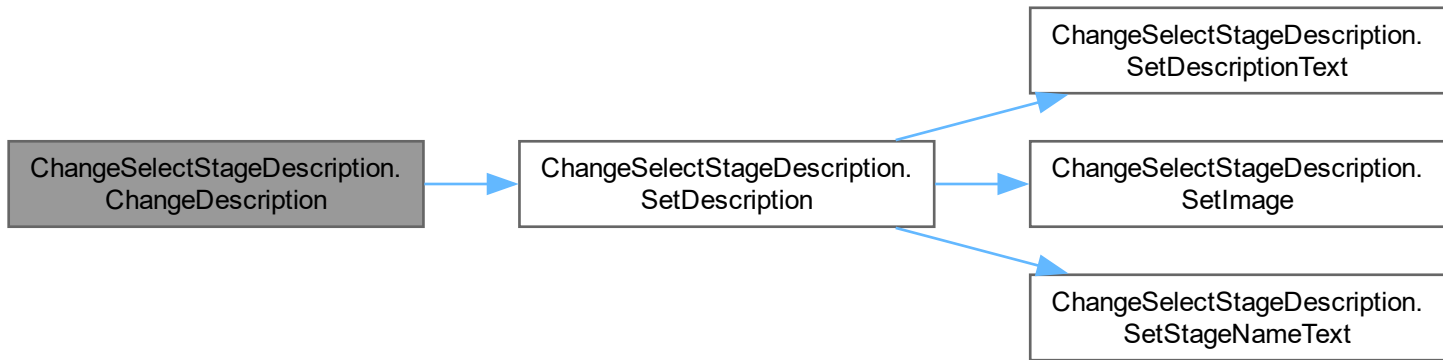 ChangeSelectStageDescription.
ChangeDescription
ChangeSelectStageDescription.
SetDescription
ChangeSelectStageDescription.
SetDescriptionText
ChangeSelectStageDescription.
SetImage
ChangeSelectStageDescription.
SetStageNameText